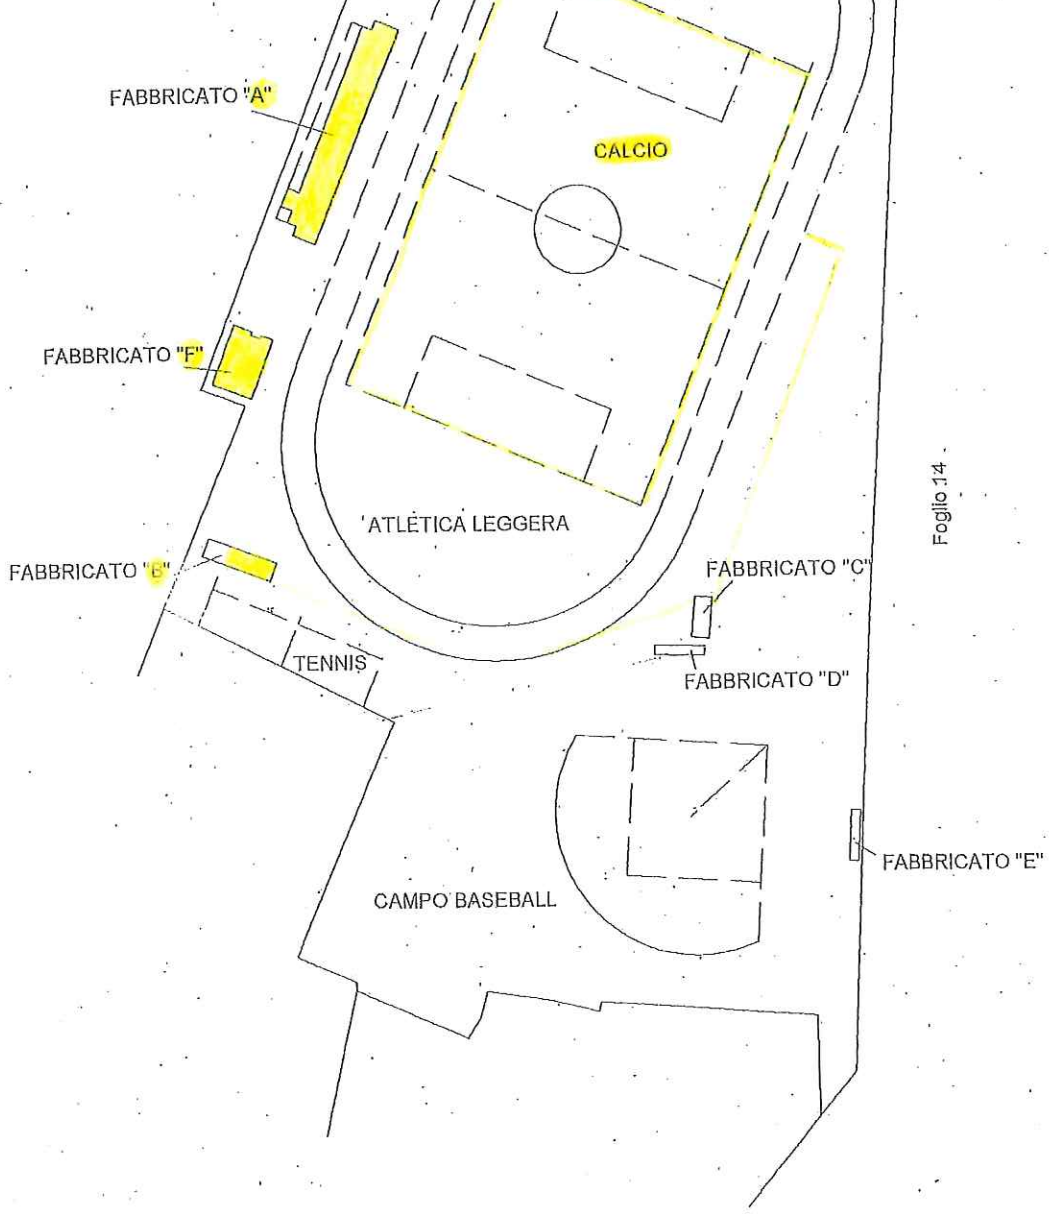 FABBRICATO "A"
CALCIO
FABBRICATO "F"
ATLETICA LEGGERA
Foglio 14
FABBRICATO "B"
FABBRICATO "C"
TENNIS
FABBRICATO "D"
FABBRICATO "E"
CAMPO BASEBALL